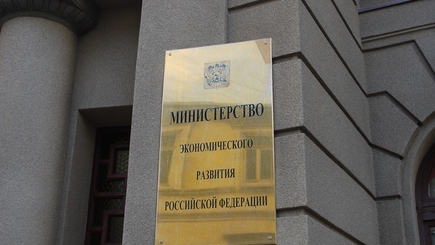 МИНИСТЕРСТВО
ЭКОНОМИЧЕСКОГО
РАЗВИТИЯ
РОССИЙСКОЙ ФЕДЕРАЦИИ